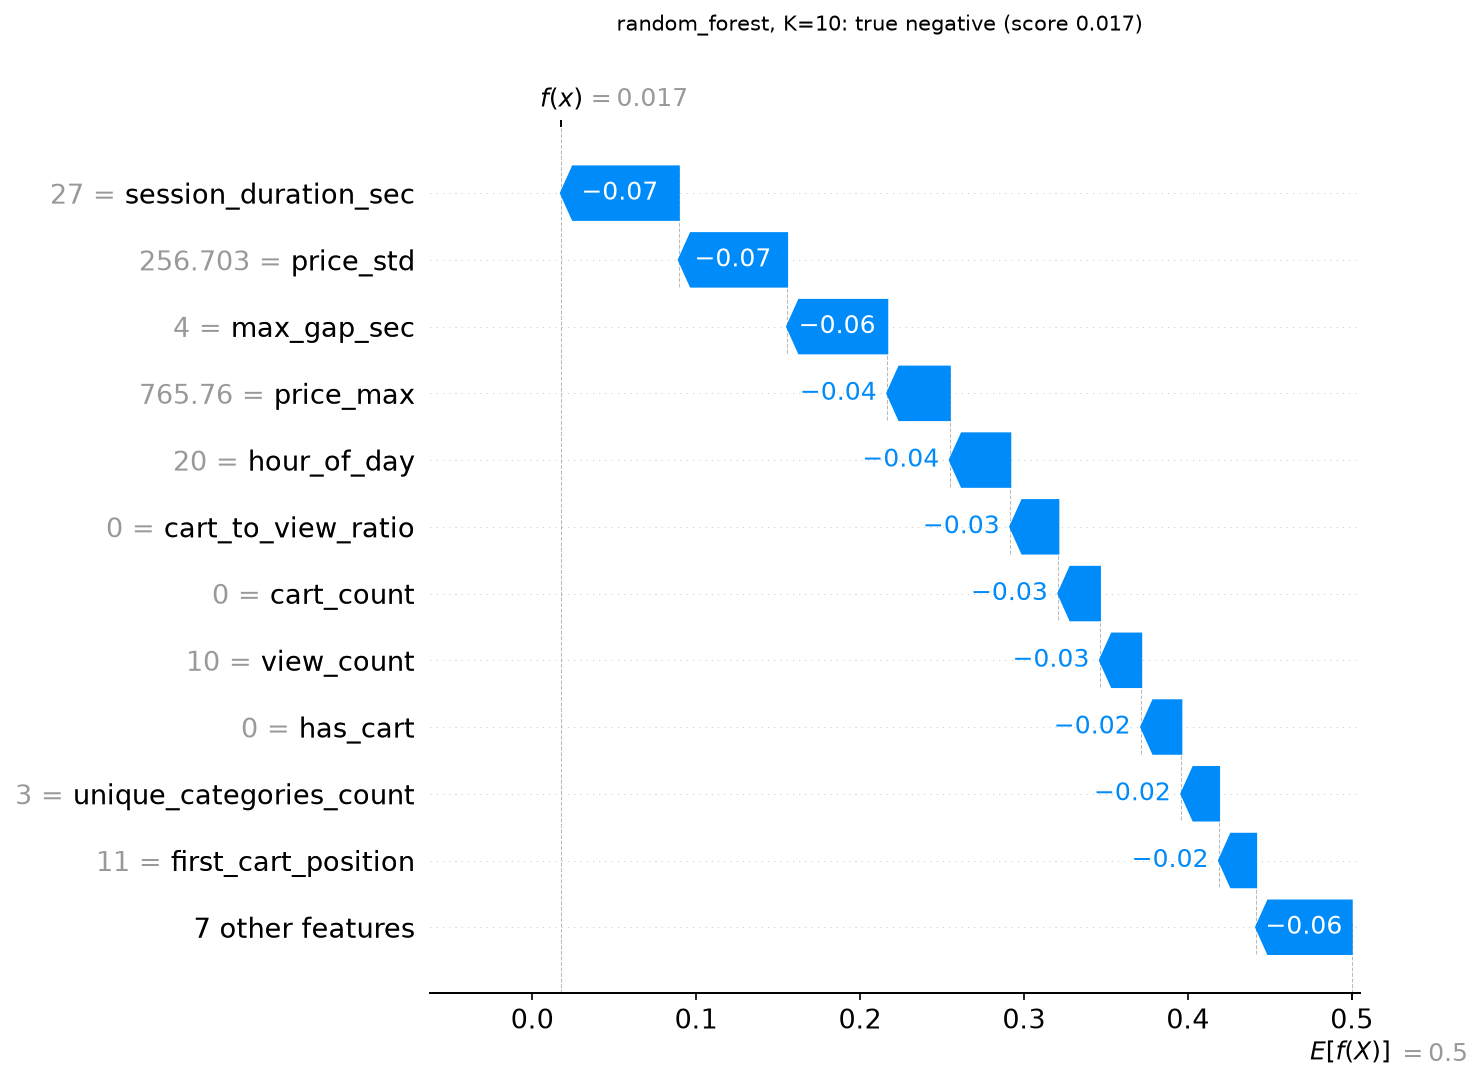 random_forest, K=10: true negative (score 0.017)
f(x) = 0.017
27 = session_duration_sec −0.07
256.703 = price_std −0.07
4 = max_gap_sec −0.06
765.76 = price_max −0.04
20 = hour_of_day −0.04
0 = cart_to_view_ratio −0.03
0 = cart_count −0.03
10 = view_count −0.03
0 = has_cart −0.02
3 = unique_categories_count −0.02
11 = first_cart_position −0.02
7 other features −0.06
0.0 0.1 0.2 0.3 0.4 0.5
E[f(X)] = 0.5